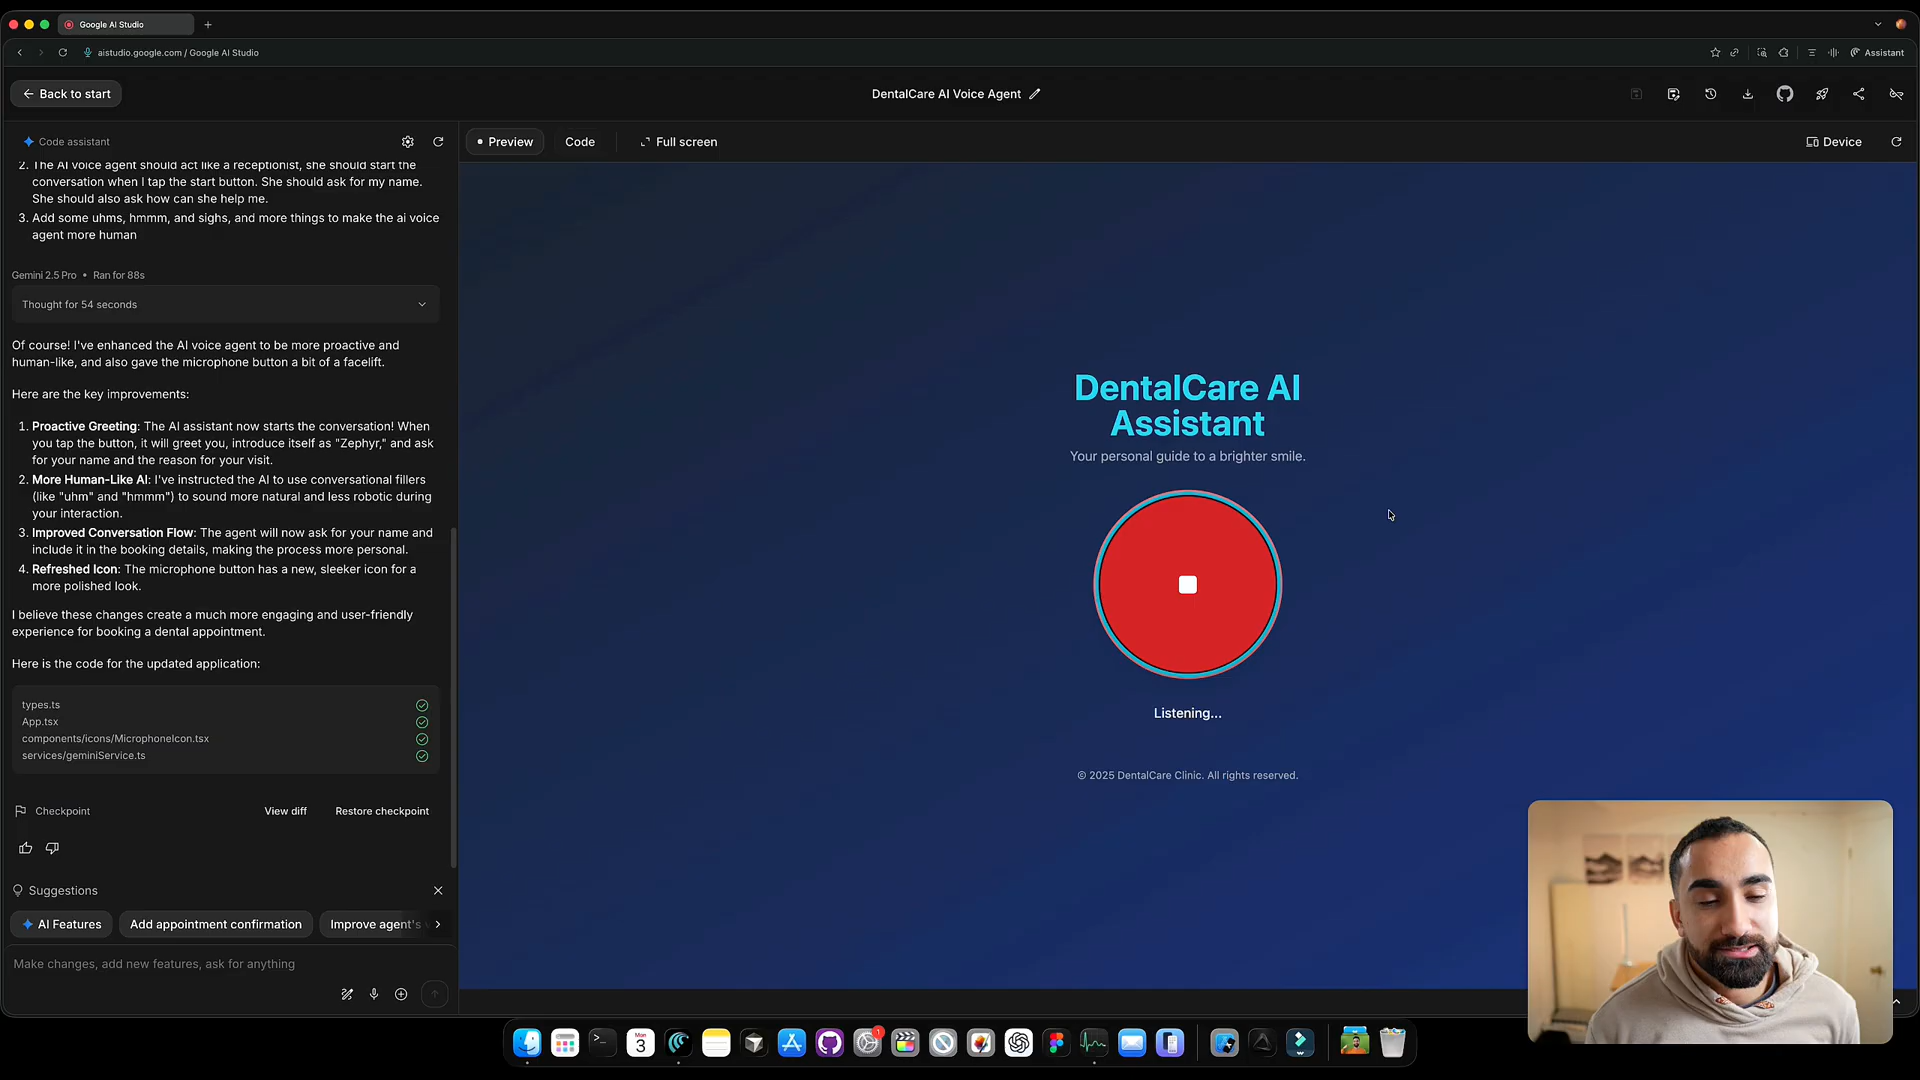 Google AI Studio
aistudio.google.com / Google AI Studio
Assistant
Back to start
DentalCare AI Voice Agent
Code assistant
Preview
Code
Full screen
Device
2. The AI voice agent should act like a receptionist, she should start the
conversation when I tap the start button. She should ask for my name.
She should also ask how can she help me.
3. Add some uhms, hmmm, and sighs, and more things to make the ai voice
agent more human
Gemini 2.5 Pro • Ran for 88s
Thought for 54 seconds
Of course! I've enhanced the AI voice agent to be more proactive and
human-like, and also gave the microphone button a bit of a facelift.
Here are the key improvements:
1. Proactive Greeting: The AI assistant now starts the conversation! When
you tap the button, it will greet you, introduce itself as "Zephyr," and ask
for your name and the reason for your visit.
2. More Human-Like AI: I've instructed the AI to use conversational fillers
(like "uhm" and "hmmm") to sound more natural and less robotic during
your interaction.
3. Improved Conversation Flow: The agent will now ask for your name and
include it in the booking details, making the process more personal.
4. Refreshed Icon: The microphone button has a new, sleeker icon for a
more polished look.
I believe these changes create a much more engaging and user-friendly
experience for booking a dental appointment.
Here is the code for the updated application:
types.ts
App.tsx
components/icons/MicrophoneIcon.tsx
services/geminiService.ts
Checkpoint
View diff
Restore checkpoint
Suggestions
AI Features
Add appointment confirmation
Improve agent's
Make changes, add new features, ask for anything
DentalCare AI
Assistant
Your personal guide to a brighter smile.
Listening...
© 2025 DentalCare Clinic. All rights reserved.
Mon
3
1